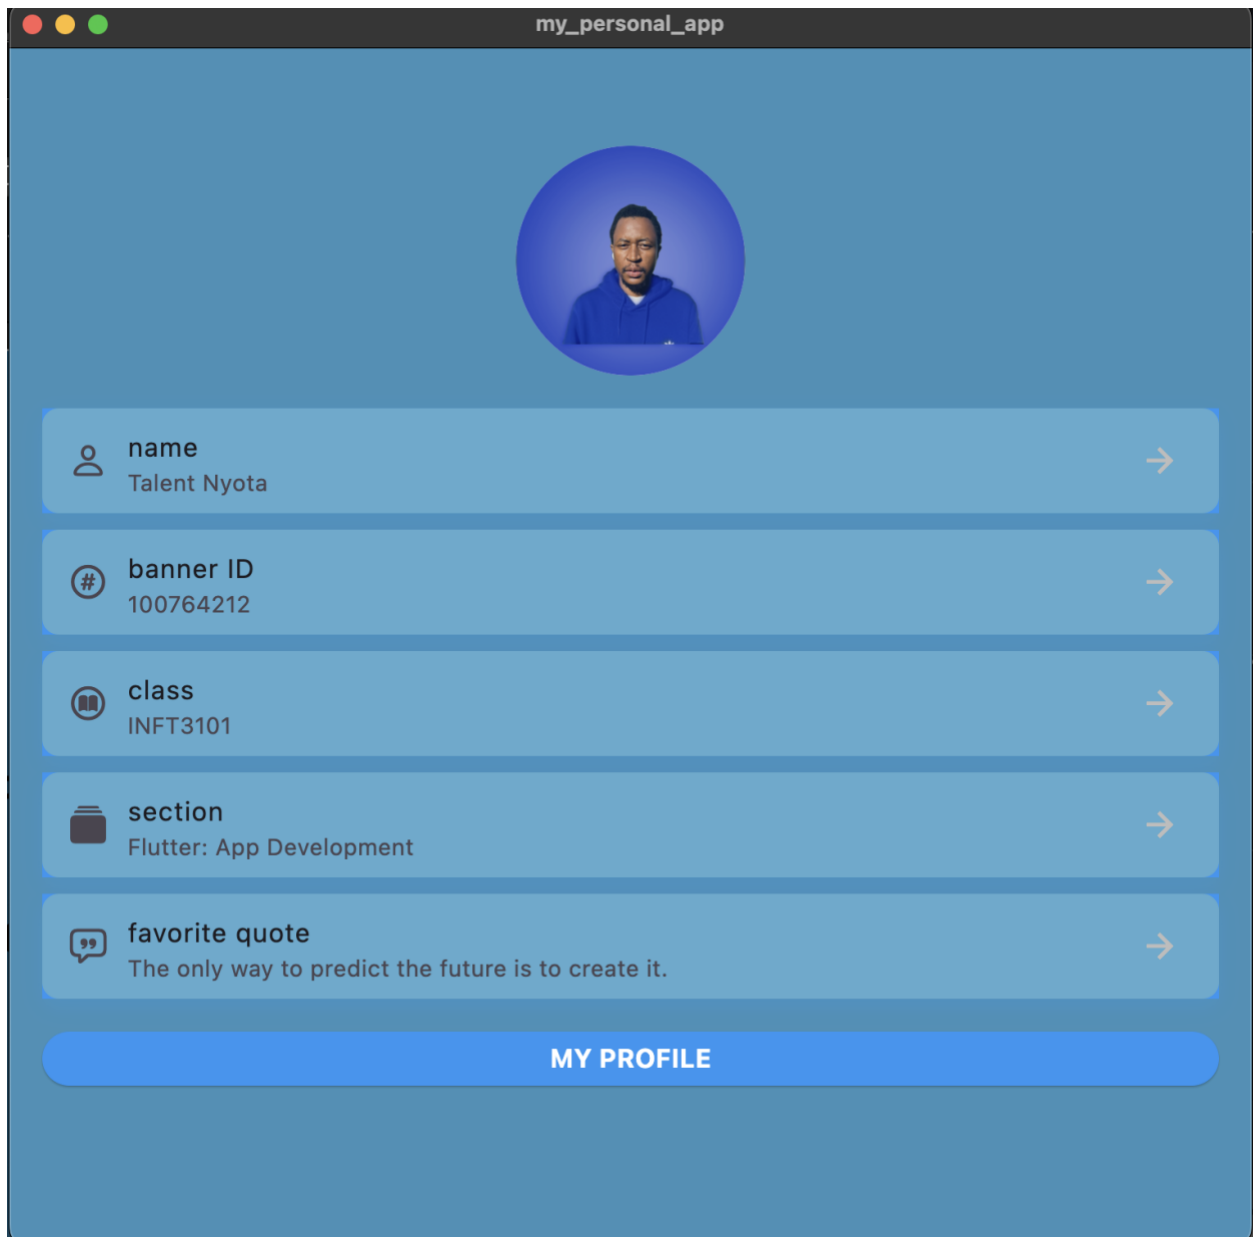 my_personal_app
name
Talent Nyota
#
banner ID
100764212
class
INFT3101
section
Flutter: App Development
favorite quote
The only way to predict the future is to create it.
MY PROFILE